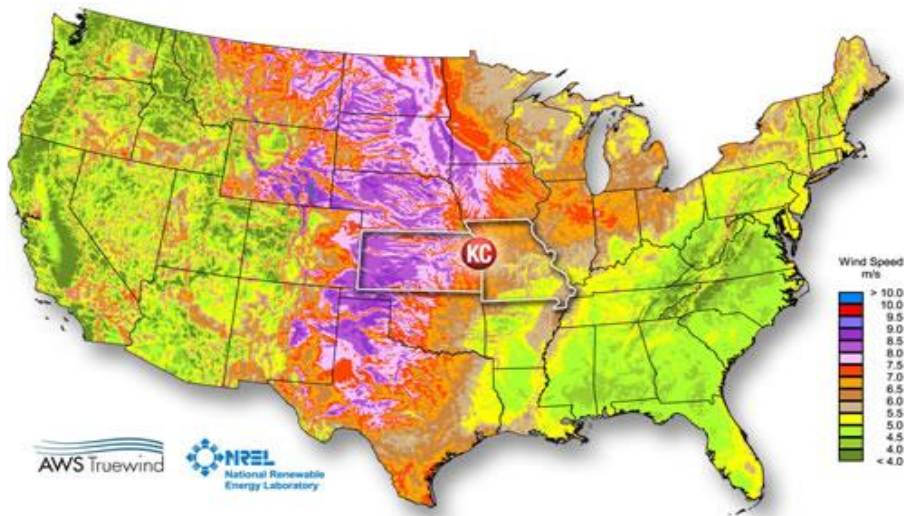 KC
Wind Speed
m/s
> 10.0
10.0
9.5
9.0
8.5
8.0
7.5
7.0
6.5
6.0
5.5
5.0
4.5
4.0
< 4.0
AWS Truewind
NREL
National Renewable
Energy Laboratory